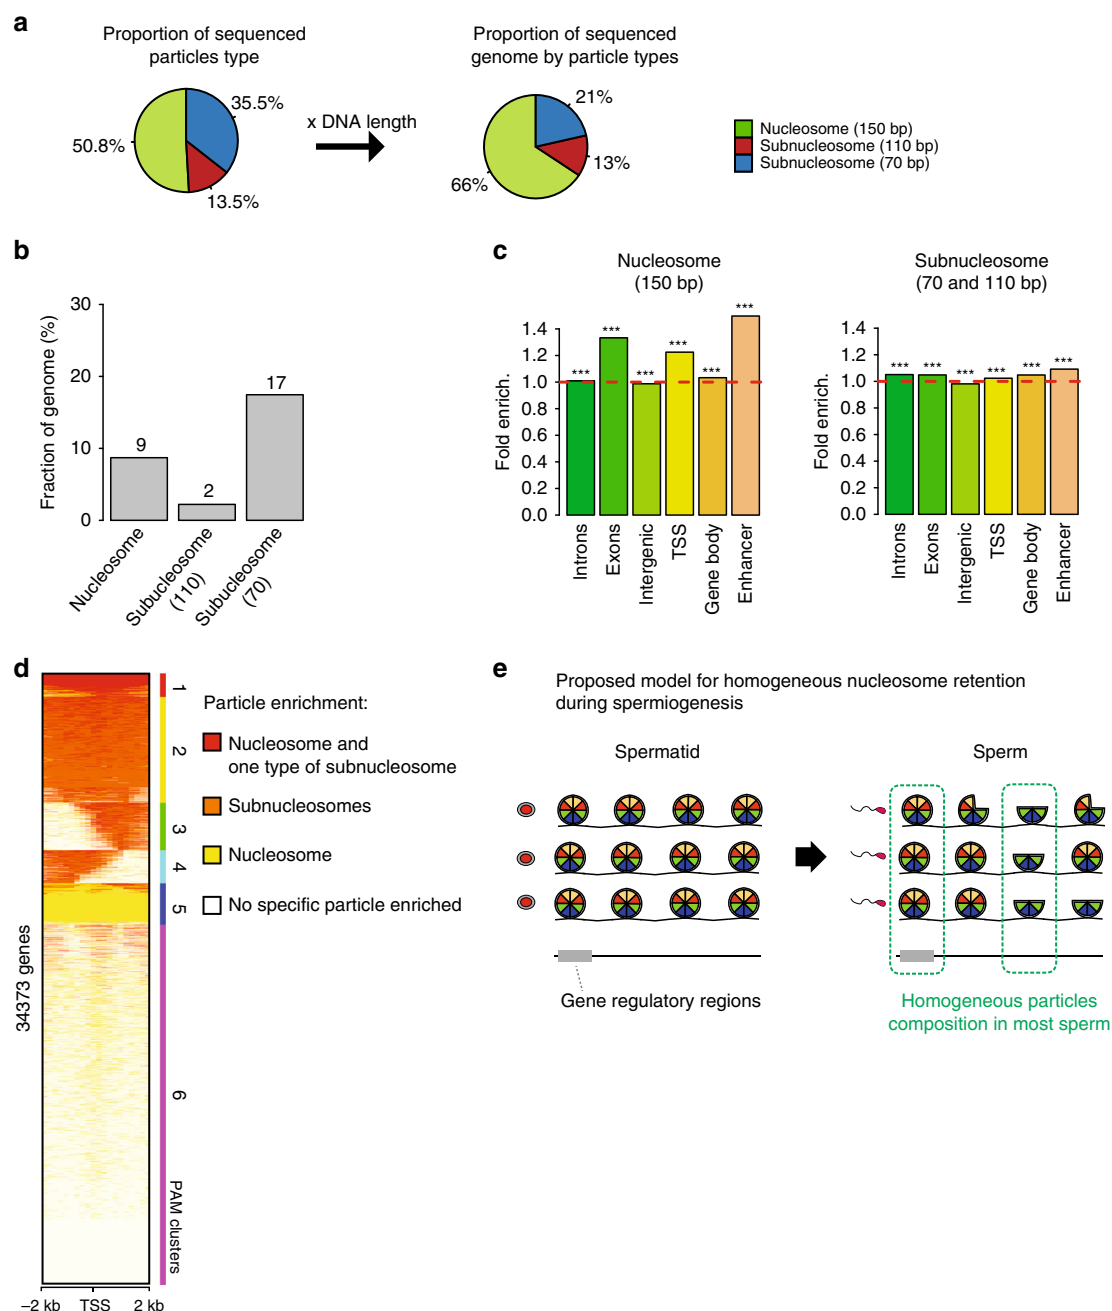 a
Proportion of sequenced
particles type
50.8%
35.5%
13.5%
x DNA length
Proportion of sequenced
genome by particle types
21%
13%
66%
Nucleosome (150 bp)
Subnucleosome (110 bp)
Subnucleosome (70 bp)
b
Fraction of genome (%)
30
20
10
0
9
2
17
Nucleosome
Subucleosome
(110)
Subucleosome
(70)
c
Nucleosome
(150 bp)
Fold enrich.
1.4
1.2
1.0
0.8
0.6
0.4
0.2
0.0
***
***
***
***
***
***
Introns
Exons
Intergenic
TSS
Gene body
Enhancer
Subnucleosome
(70 and 110 bp)
Fold enrich.
1.4
1.2
1.0
0.8
0.6
0.4
0.2
0.0
***
***
***
***
***
***
Introns
Exons
Intergenic
TSS
Gene body
Enhancer
d
34373 genes
1
2
3
4
5
6
PAM clusters
−2 kb
TSS
2 kb
Particle enrichment:
Nucleosome and
one type of subnucleosome
Subnucleosomes
Nucleosome
No specific particle enriched
e
Proposed model for homogeneous nucleosome retention
during spermiogenesis
Spermatid
Sperm
Gene regulatory regions
Homogeneous particles
composition in most sperm